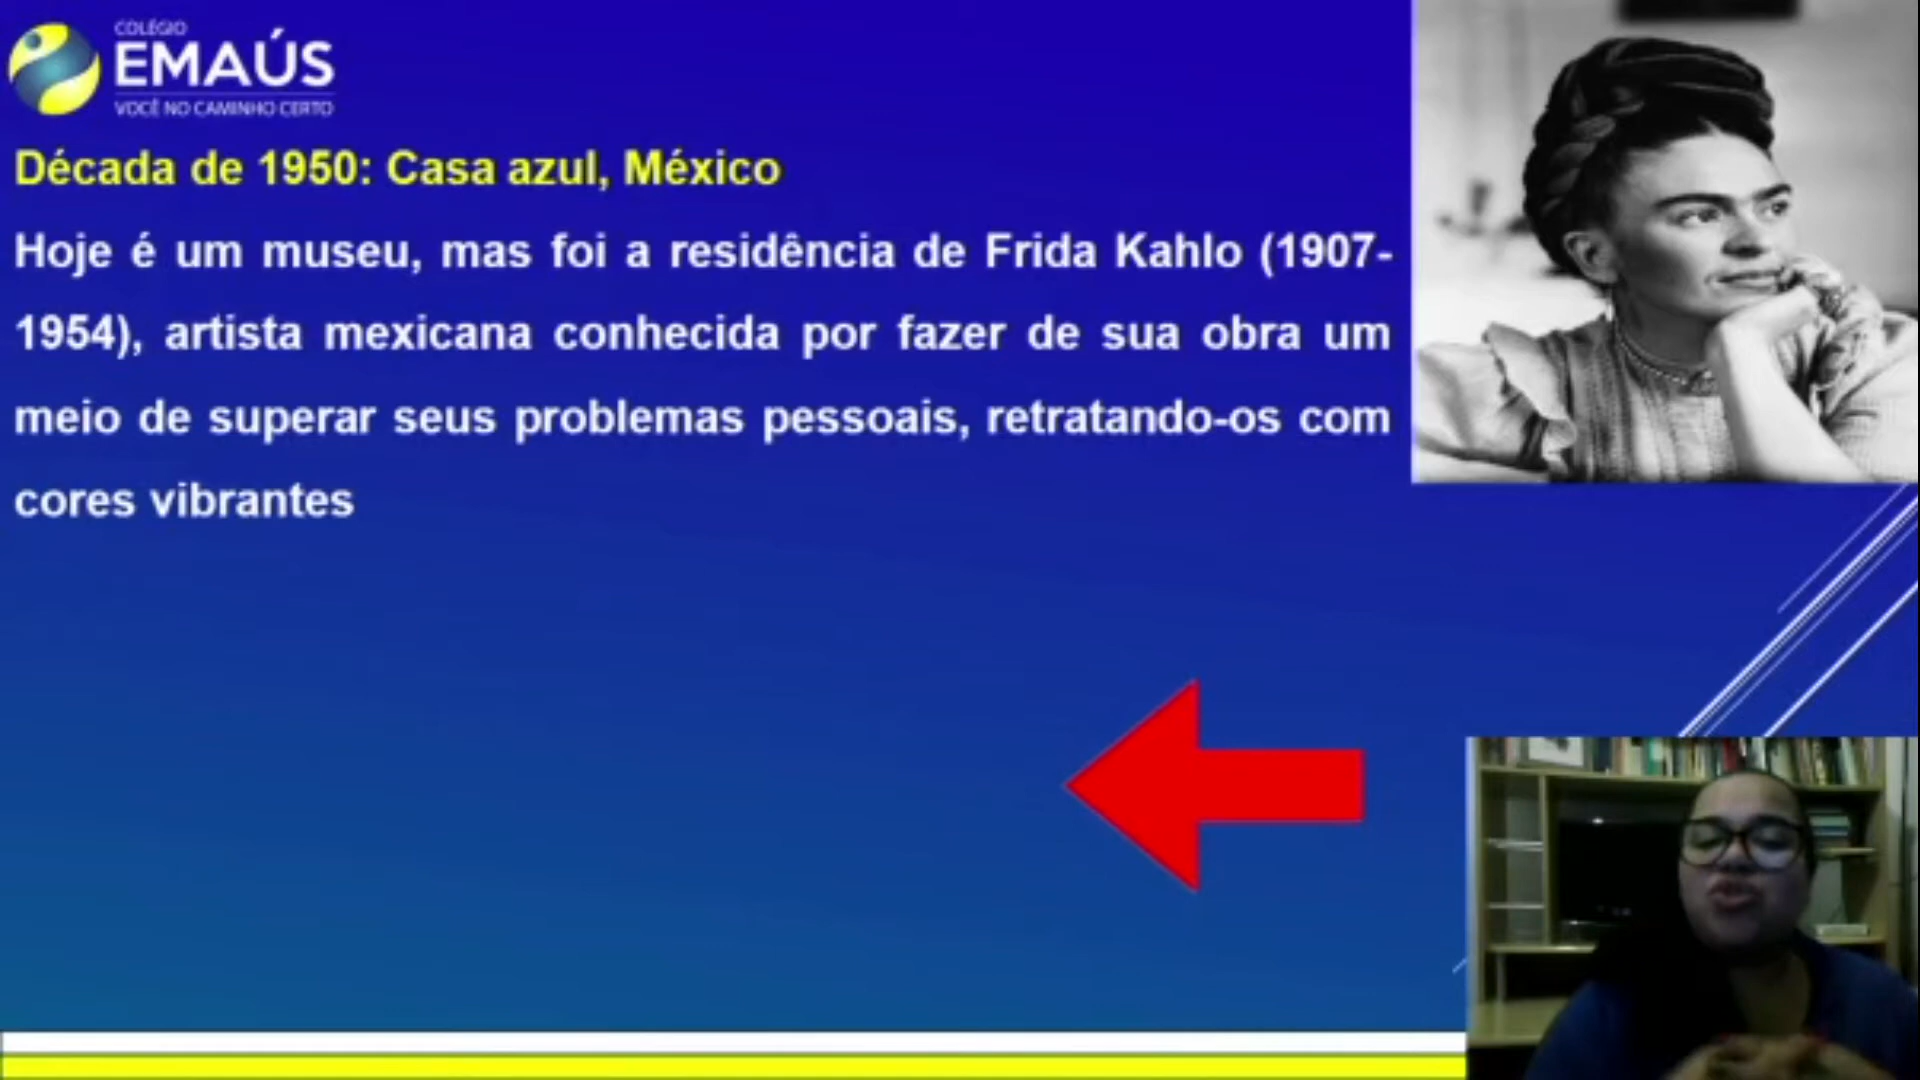 COLÉGIO
EMAÚS
VOCÊ NO CAMINHO CERTO
Década de 1950: Casa azul, México
Hoje é um museu, mas foi a residência de Frida Kahlo (1907-
1954), artista mexicana conhecida por fazer de sua obra um
meio de superar seus problemas pessoais, retratando-os com
cores vibrantes